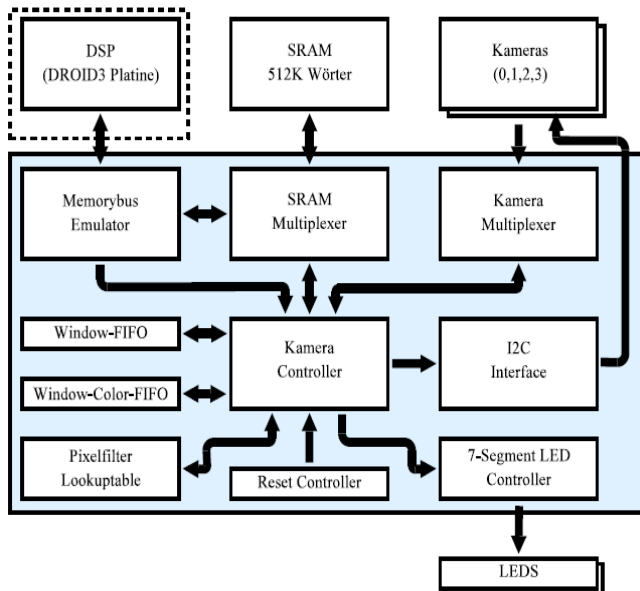 DSP
(DROID3 Platine)
SRAM
512K Wörter
Kameras
(0,1,2,3)
Memorybus
Emulator
SRAM
Multiplexer
Kamera
Multiplexer
Window-FIFO
Kamera
Controller
I2C
Interface
Window-Color-FIFO
Pixelfilter
Lookuptable
Reset Controller
7-Segment LED
Controller
LEDS